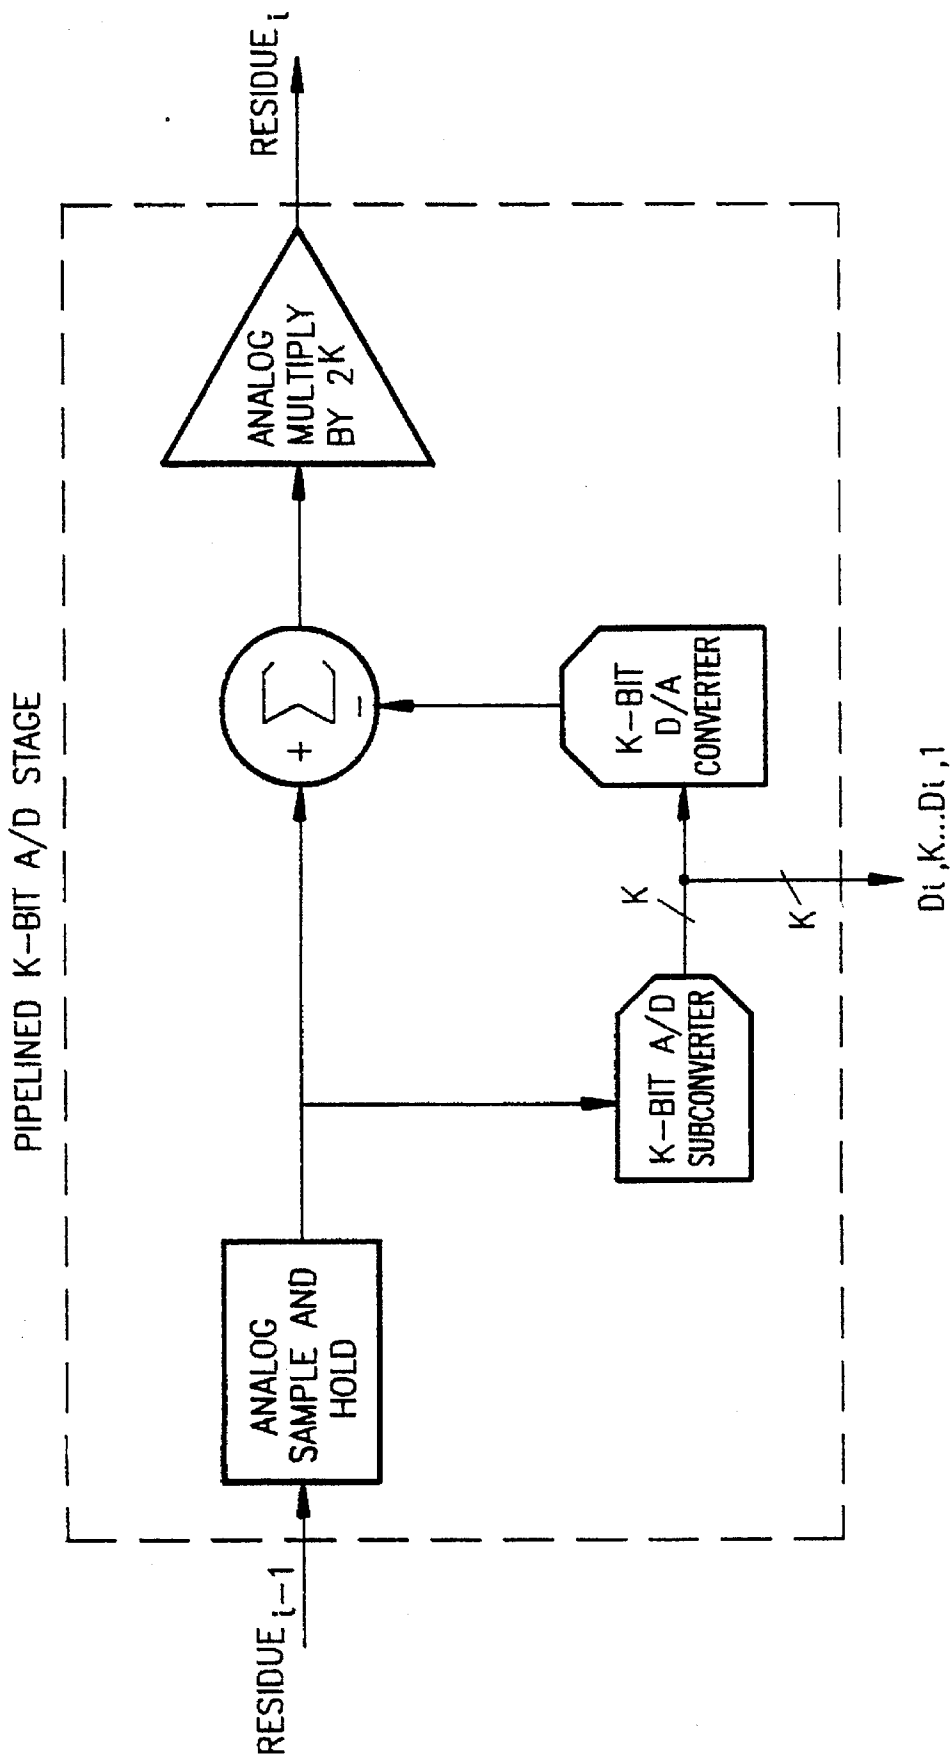 PIPELINED K-BIT A/D STAGE
RESIDUE i-1
ANALOG
SAMPLE AND
HOLD
+
Σ
-
ANALOG
MULTIPLY
BY 2K
RESIDUE i
K-BIT A/D
SUBCONVERTER
K
K
K-BIT
D/A
CONVERTER
Di,K...Di,1